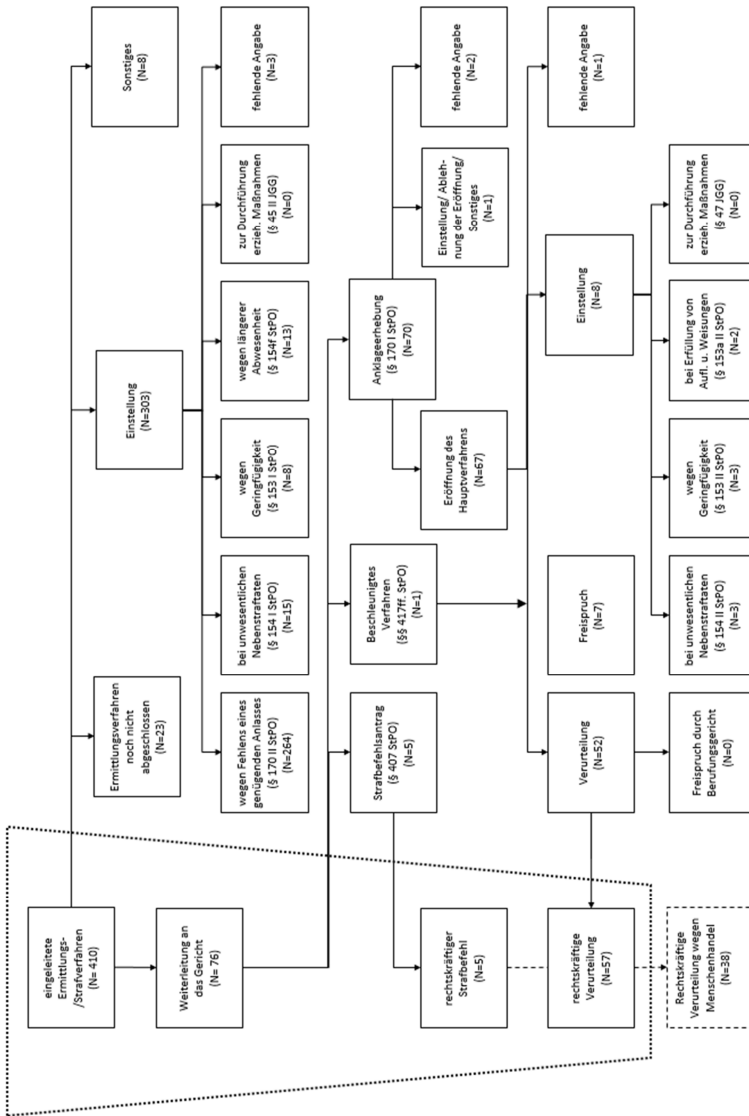 eingeleitete
Ermittlungs-
/Strafverfahren
(N= 410)
Ermittlungsverfahren
noch nicht
abgeschlossen
(N=23)
Einstellung
(N=303)
Sonstiges
(N=8)
Weiterleitung an
das Gericht
(N= 76)
wegen Fehlens eines
genügenden Anlasses
(§ 170 II StPO)
(N=264)
bei unwesentlichen
Nebenstraftaten
(§ 154 I StPO)
(N=15)
wegen
Geringfügigkeit
(§ 153 I StPO)
(N=8)
wegen längerer
Abwesenheit
(§ 154f StPO)
(N=13)
zur Durchführung
erzieh. Maßnahmen
(§ 45 II JGG)
(N=0)
fehlende Angabe
(N=3)
Strafbefehlsantrag
(§ 407 StPO)
(N=5)
Beschleunigtes
Verfahren
(§§ 417ff. StPO)
(N=1)
Anklageerhebung
(§ 170 I StPO)
(N=70)
rechtskräftiger
Strafbefehl
(N=5)
Eröffnung des
Hauptverfahrens
(N=67)
Einstellung/ Ableh-
nung der Eröffnung/
Sonstiges
(N=1)
fehlende Angabe
(N=2)
rechtskräftige
Verurteilung
(N=57)
Verurteilung
(N=52)
Freispruch
(N=7)
Einstellung
(N=8)
fehlende Angabe
(N=1)
Rechtskräftige
Verurteilung wegen
Menschenhandel
(N=38)
Freispruch durch
Berufungsgericht
(N=0)
bei unwesentlichen
Nebenstraftaten
(§ 154 II StPO)
(N=3)
wegen
Geringfügigkeit
(§ 153 II StPO)
(N=3)
bei Erfüllung von
Aufl. u. Weisungen
(§ 153a II StPO)
(N=2)
zur Durchführung
erzieh. Maßnahmen
(§ 47 JGG)
(N=0)